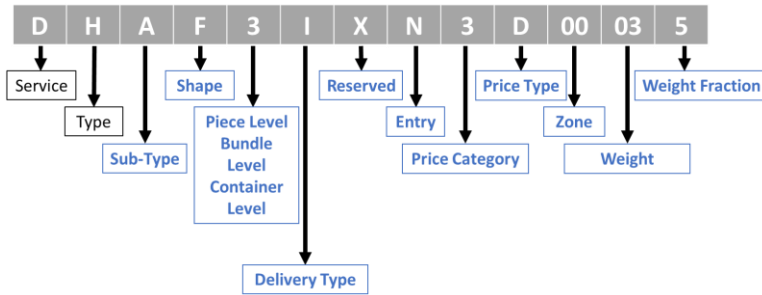 D H A F 3 I X N 3 D 00 03 5
Service Shape Reserved Price Type Weight Fraction
Type Piece Level Entry Zone
Bundle
Sub-Type Level Price Category Weight
Container
Level
Delivery Type